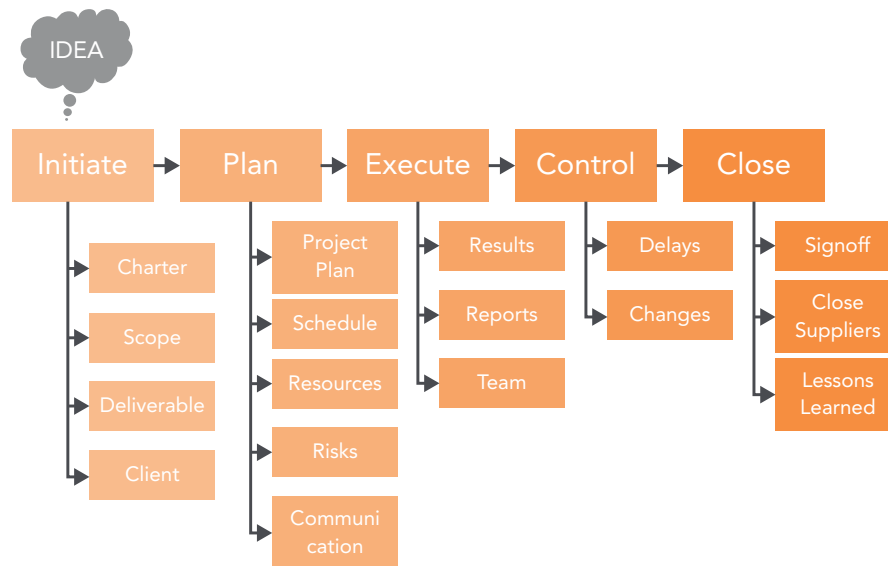 IDEA
Initiate
Plan
Execute
Control
Close
Charter
Scope
Deliverable
Client
Project
Plan
Schedule
Resources
Risks
Communi
cation
Results
Reports
Team
Delays
Changes
Signoff
Close
Suppliers
Lessons
Learned